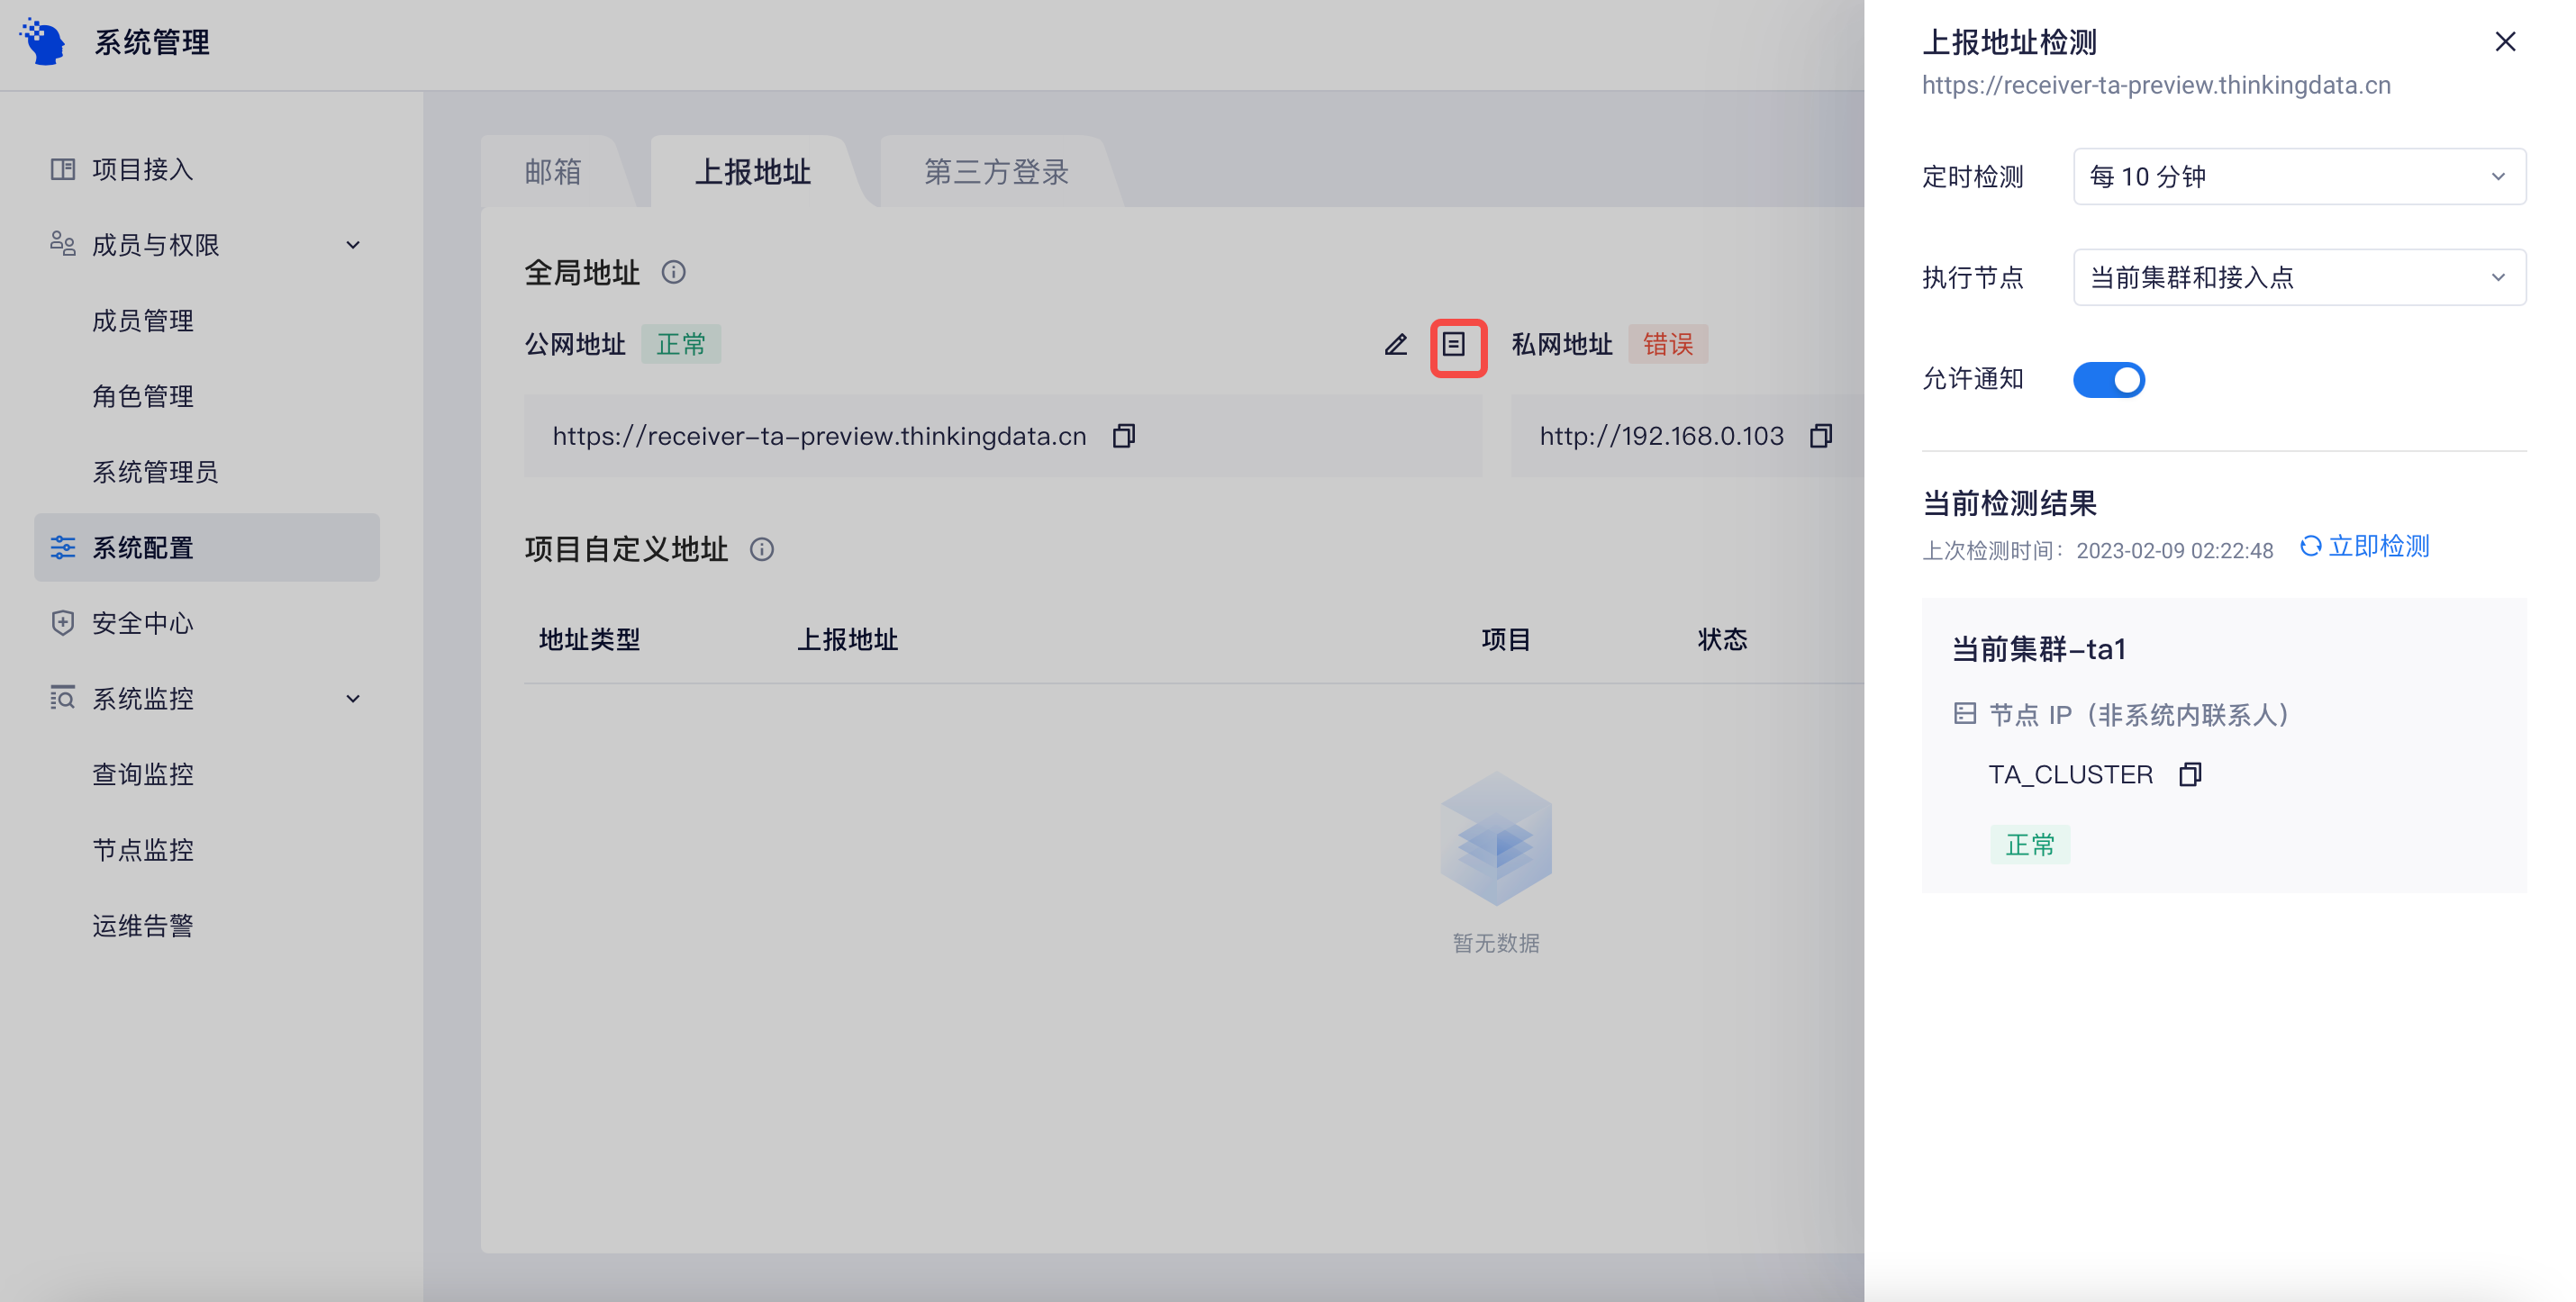 系统管理
项目接入
成员与权限
成员管理
角色管理
系统管理员
系统配置
安全中心
系统监控
查询监控
节点监控
运维告警
邮箱
上报地址
第三方登录
全局地址
公网地址 正常
私网地址 错误
https://receiver-ta-preview.thinkingdata.cn
http://192.168.0.103
项目自定义地址
地址类型 上报地址 项目 状态
暂无数据
上报地址检测
https://receiver-ta-preview.thinkingdata.cn
定时检测 每 10 分钟
执行节点 当前集群和接入点
允许通知
当前检测结果
上次检测时间：2023-02-09 02:22:48 立即检测
当前集群-ta1
节点 IP（非系统内联系人）
TA_CLUSTER
正常